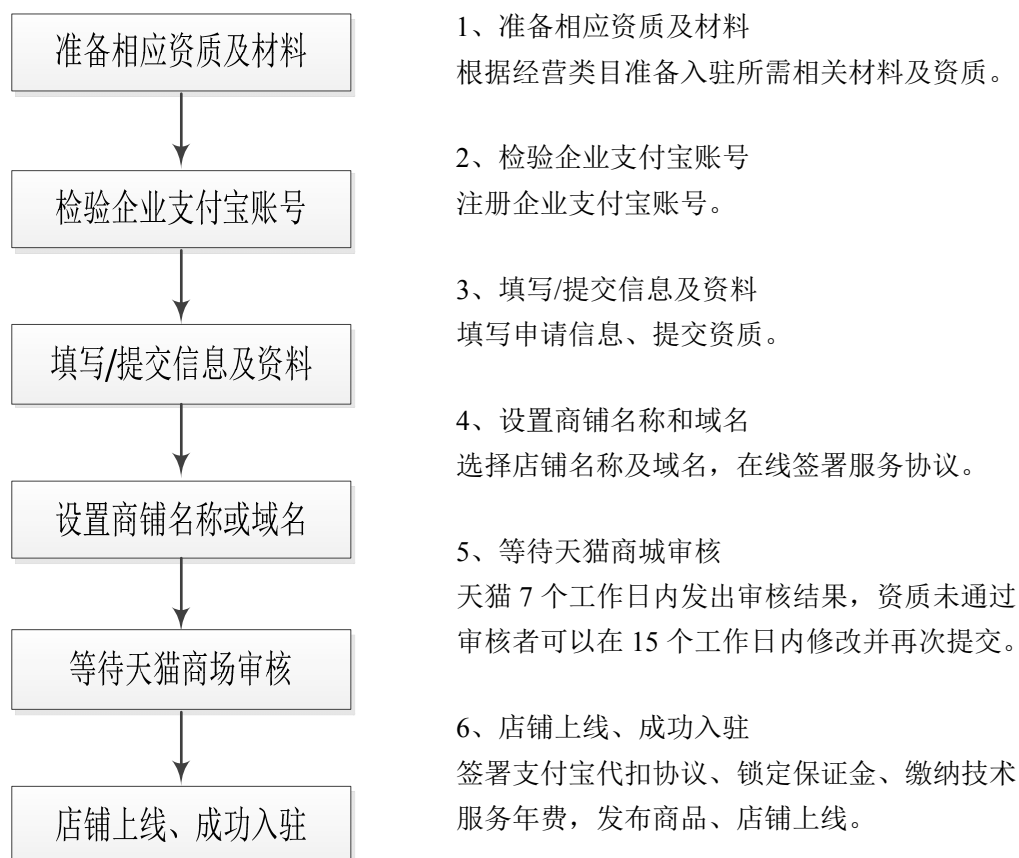 准备相应资质及材料
检验企业支付宝账号
填写/提交信息及资料
设置商铺名称或域名
等待天猫商场审核
店铺上线、成功入驻
1、准备相应资质及材料
根据经营类目准备入驻所需相关材料及资质。
2、检验企业支付宝账号
注册企业支付宝账号。
3、填写/提交信息及资料
填写申请信息、提交资质。
4、设置商铺名称和域名
选择店铺名称及域名，在线签署服务协议。
5、等待天猫商城审核
天猫 7 个工作日内发出审核结果，资质未通过
审核者可以在 15 个工作日内修改并再次提交。
6、店铺上线、成功入驻
签署支付宝代扣协议、锁定保证金、缴纳技术
服务年费，发布商品、店铺上线。